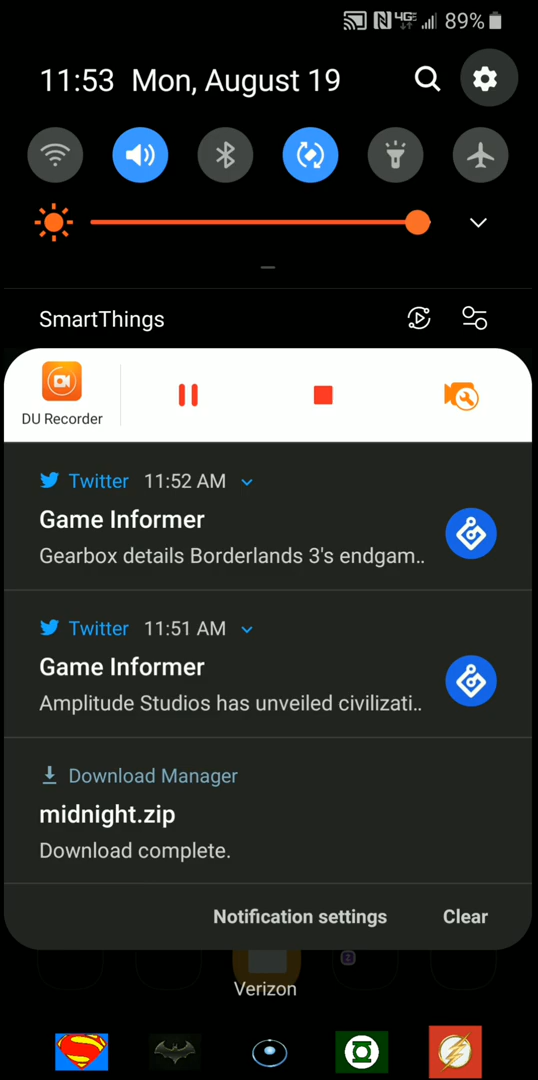 4GE 89%
11:53 Mon, August 19
SmartThings
DU Recorder
Twitter 11:52 AM
Game Informer
Gearbox details Borderlands 3's endgam..
Twitter 11:51 AM
Game Informer
Amplitude Studios has unveiled civilizati..
Download Manager
midnight.zip
Download complete.
Notification settings Clear
Verizon